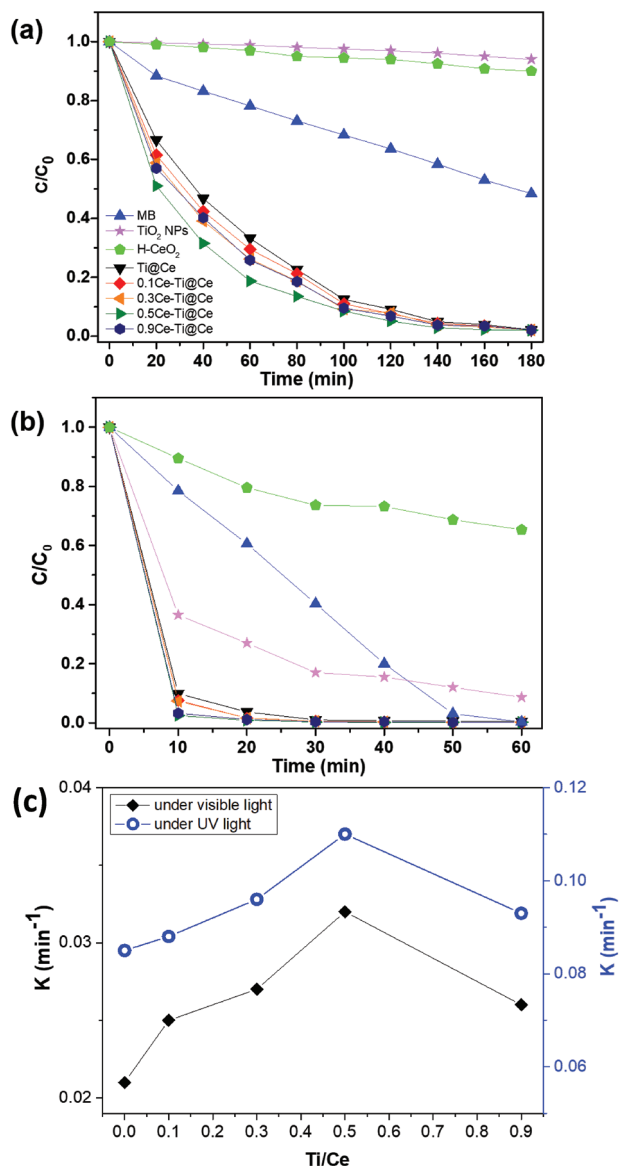 (a)
1.0
0.8
0.6
0.4
0.2
0.0
C/C₀
MB
TiO₂ NPs
H-CeO₂
Ti@Ce
0.1Ce-Ti@Ce
0.3Ce-Ti@Ce
0.5Ce-Ti@Ce
0.9Ce-Ti@Ce
0 20 40 60 80 100 120 140 160 180
Time (min)
(b)
1.0
0.8
0.6
0.4
0.2
0.0
C/C₀
0 10 20 30 40 50 60
Time (min)
(c)
under visible light
under UV light
0.04
0.03
0.02
K (min⁻¹)
0.12
0.10
0.08
0.06
K (min⁻¹)
0.0 0.1 0.2 0.3 0.4 0.5 0.6 0.7 0.8 0.9
Ti/Ce